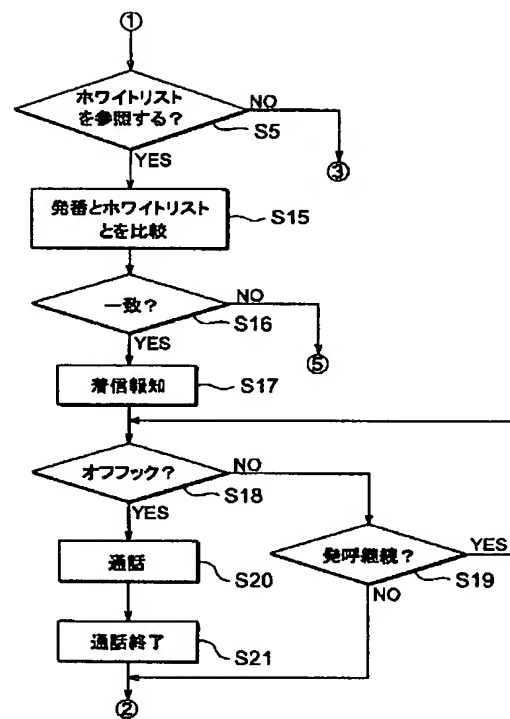 ①
ホワイトリスト
を参照する?
NO
S5
YES
③
発番とホワイトリスト
とを比較
S15
一致?
NO
S16
YES
⑤
着信報知
S17
オフフック?
NO
S18
YES
発呼継続?
YES
S19
NO
通話
S20
通話終了
S21
②